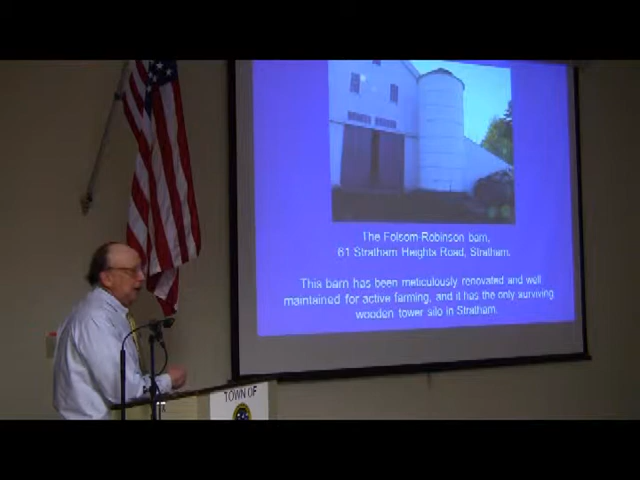 The Folsom-Robinson barn,
61 Stratham Heights Road, Stratham.
This barn has been meticulously renovated and well
maintained for active farming, and it has the only surviving
wooden tower silo in Stratham.
TOWN OF